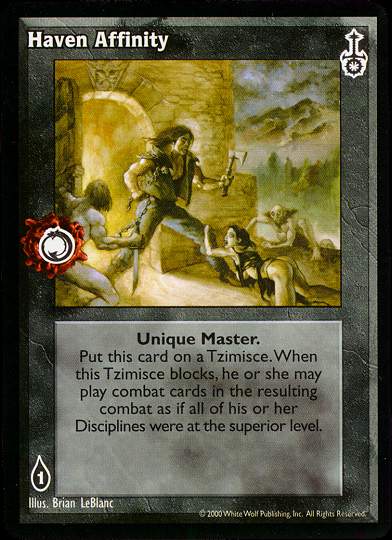 Haven Affinity
Unique Master.
Put this card on a Tzimisce. When
this Tzimisce blocks, he or she may
play combat cards in the resulting
combat as if all of his or her
Disciplines were at the superior level.
1
Illus. Brian LeBlanc
© 2000 White Wolf Publishing, Inc. All Rights Reserved.